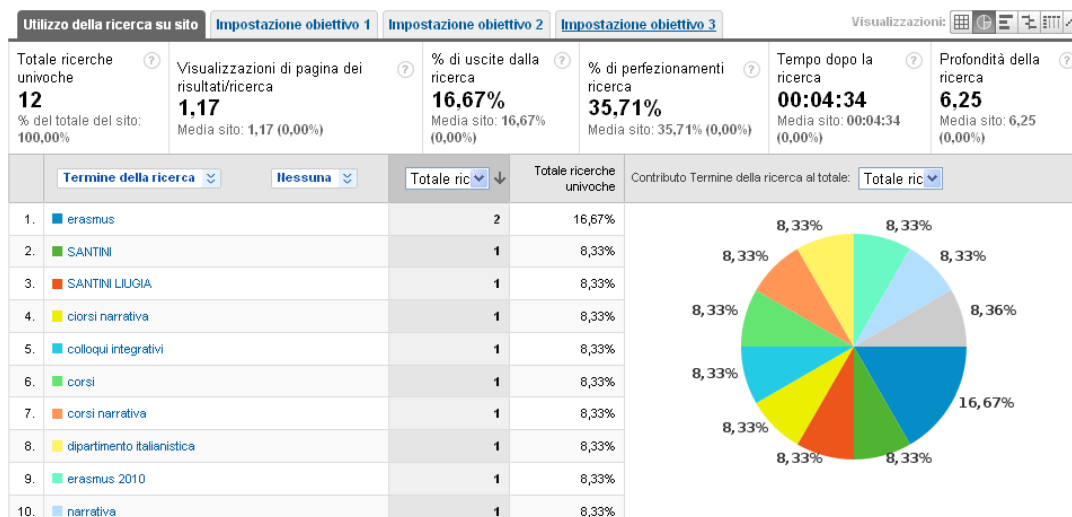 Utilizzo della ricerca su sito Impostazione obiettivo 1 Impostazione obiettivo 2 Impostazione obiettivo 3 Visualizzazioni:
Totale ricerche univoche ?
12
% del totale del sito: 100,00%
Visualizzazioni di pagina dei risultati/ricerca ?
1,17
Media sito: 1,17 (0,00%)
% di uscite dalla ricerca ?
16,67%
Media sito: 16,67% (0,00%)
% di perfezionamenti ricerca ?
35,71%
Media sito: 35,71% (0,00%)
Tempo dopo la ricerca ?
00:04:34
Media sito: 00:04:34 (0,00%)
Profondità della ricerca ?
6,25
Media sito: 6,25 (0,00%)
Termine della ricerca Nessuna Totale ric Totale ricerche univoche Contributo Termine della ricerca al totale: Totale ric
1. erasmus 2 16,67%
2. SANTINI 1 8,33%
3. SANTINI LIUGIA 1 8,33%
4. ciorsi narrativa 1 8,33%
5. colloqui integrativi 1 8,33%
6. corsi 1 8,33%
7. corsi narrativa 1 8,33%
8. dipartimento italianistica 1 8,33%
9. erasmus 2010 1 8,33%
10. narrativa 1 8,33%
8,33% 8,33%
8,33% 8,33%
8,33% 8,36%
8,33%
16,67%
8,33%
8,33% 8,33%